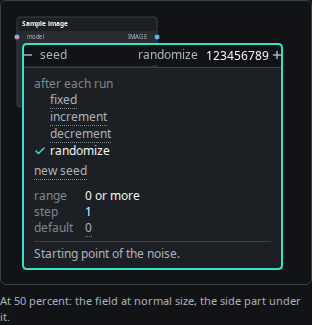 Sample image
model IMAGE
− seed randomize 123456789 +
after each run
fixed
increment
decrement
✓ randomize
new seed
range 0 or more
step 1
default 0
Starting point of the noise.
At 50 percent: the field at normal size, the side part under
it.